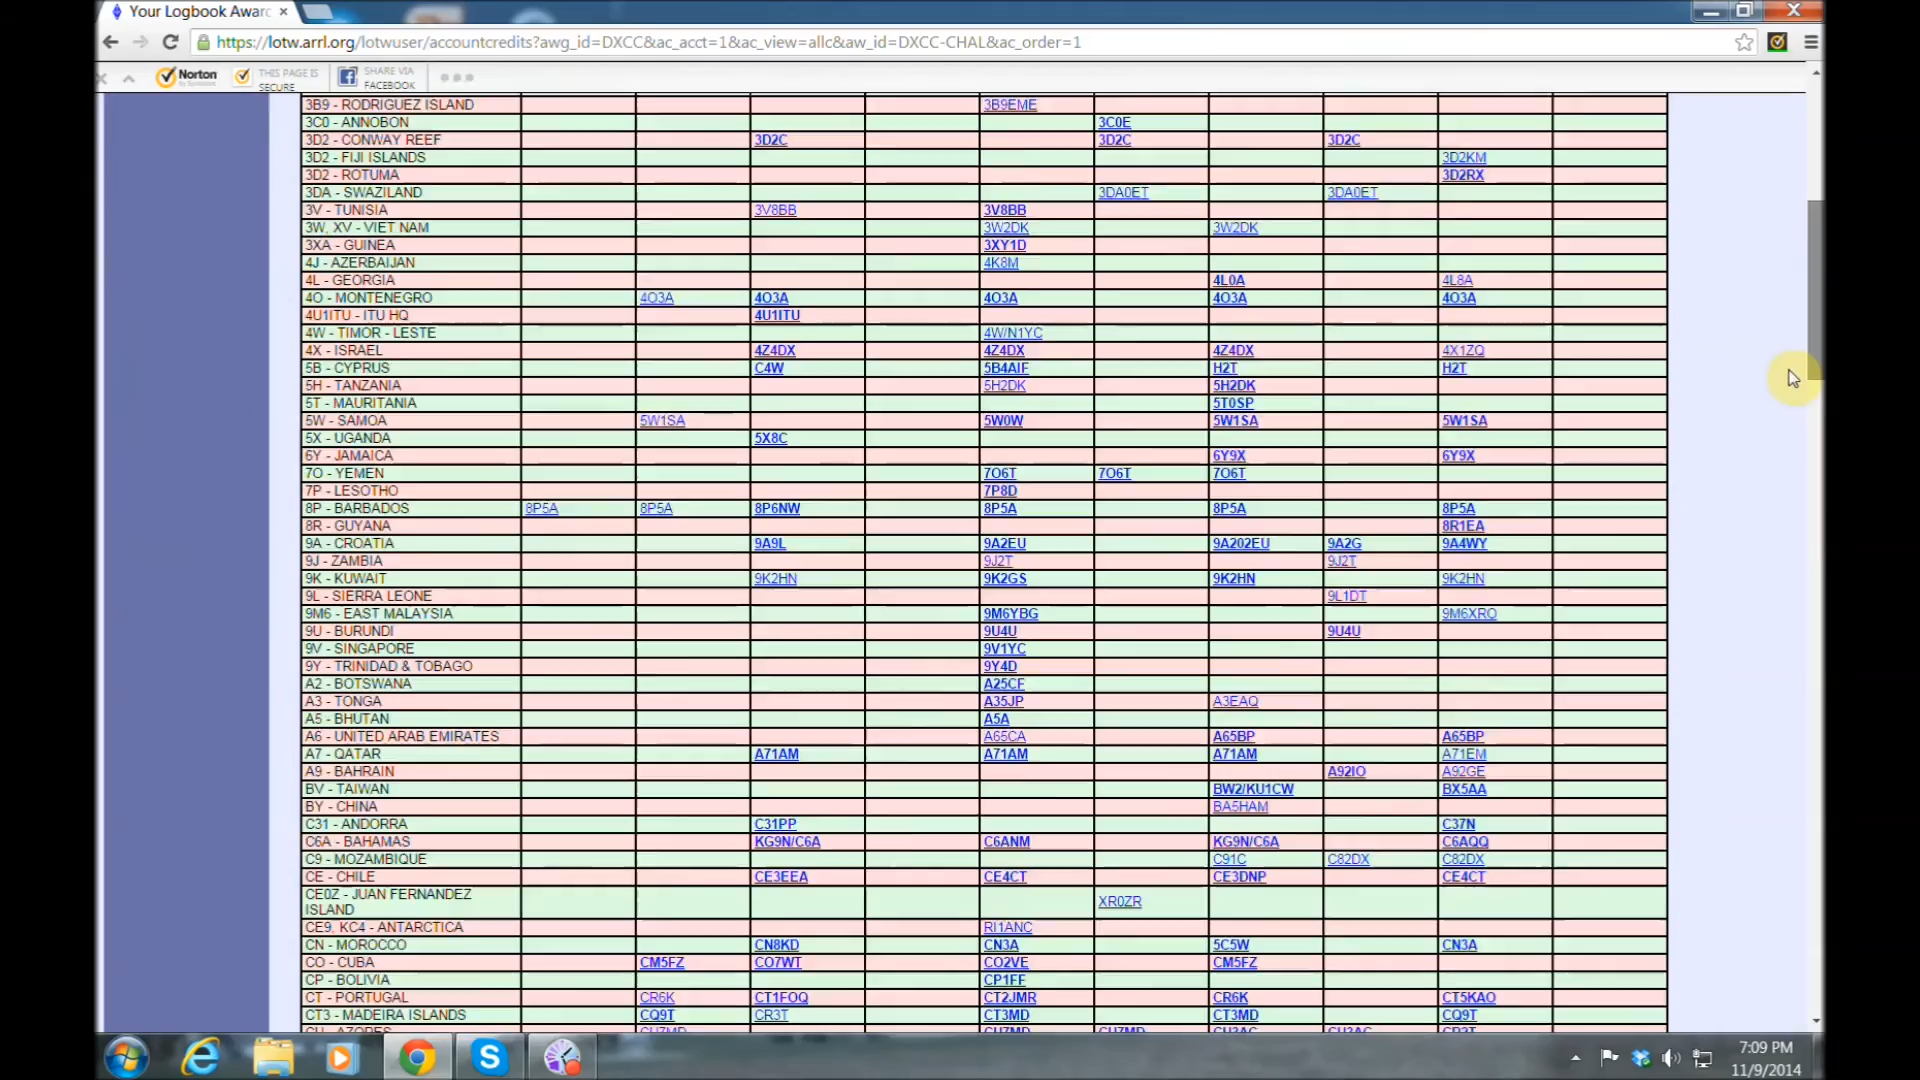 Your Logbook Awar
https://lotw.arrl.org/lotwuser/accountcredits?awg_id=DXCC&ac_acct=1&ac_view=allc&aw_id=DXCC-CHAL&ac_order=1
Norton THIS PAGE IS SECURE SHARE VIA FACEBOOK
3B9 - RODRIGUEZ ISLAND 3B9EME
3C0 - ANNOBON 3C0E
3D2 - CONWAY REEF 3D2C 3D2C 3D2C
3D2 - FIJI ISLANDS 3D2KM
3D2 - ROTUMA 3D2RX
3DA - SWAZILAND 3DA0ET 3DA0ET
3V - TUNISIA 3V8BB 3V8BB
3W, XV - VIET NAM 3W2DK 3W2DK
3XA - GUINEA 3XY1D
4J - AZERBAIJAN 4K8M
4L - GEORGIA 4L0A 4L8A
4O - MONTENEGRO 4O3A 4O3A 4O3A 4O3A 4O3A
4U1ITU - ITU HQ 4U1ITU
4W - TIMOR - LESTE 4W/N1YC
4X - ISRAEL 4Z4DX 4Z4DX 4Z4DX 4X1ZQ
5B - CYPRUS C4W 5B4AIF H2T H2T
5H - TANZANIA 5H2DK 5H2DK
5T - MAURITANIA 5T0SP
5W - SAMOA 5W1SA 5W0W 5W1SA 5W1SA
5X - UGANDA 5X8C
6Y - JAMAICA 6Y9X 6Y9X
7O - YEMEN 7O6T 7O6T 7O6T
7P - LESOTHO 7P8D
8P - BARBADOS 8P5A 8P5A 8P6NW 8P5A 8P5A 8P5A
8R - GUYANA 8R1EA
9A - CROATIA 9A9L 9A2EU 9A202EU 9A2G 9A4WY
9J - ZAMBIA 9J2T 9J2T
9K - KUWAIT 9K2HN 9K2GS 9K2HN 9K2HN
9L - SIERRA LEONE 9L1DT
9M6 - EAST MALAYSIA 9M6YBG 9M6XRO
9U - BURUNDI 9U4U 9U4U
9V - SINGAPORE 9V1YC
9Y - TRINIDAD & TOBAGO 9Y4D
A2 - BOTSWANA A25CF
A3 - TONGA A35JP A3EAQ
A5 - BHUTAN A5A
A6 - UNITED ARAB EMIRATES A65CA A65BP A65BP
A7 - QATAR A71AM A71AM A71AM A71EM
A9 - BAHRAIN A92IO A92GE
BV - TAIWAN BW2/KU1CW BX5AA
BY - CHINA BA5HAM
C31 - ANDORRA C31PP C37N
C6A - BAHAMAS KG9N/C6A C6ANM KG9N/C6A C6AQQ
C9 - MOZAMBIQUE C91C C82DX C82DX
CE - CHILE CE3EEA CE4CT CE3DNP CE4CT
CE0Z - JUAN FERNANDEZ
ISLAND XR0ZR
CE9, KC4 - ANTARCTICA RI1ANC
CN - MOROCCO CN8KD CN3A 5C5W CN3A
CO - CUBA CM5FZ CO7WT CO2VE CM5FZ
CP - BOLIVIA CP1FF
CT - PORTUGAL CR6K CT1FOQ CT2JMR CR6K CT5KAO
CT3 - MADEIRA ISLANDS CQ9T CR3T CT3MD CT3MD CQ9T
7:09 PM
11/9/2014